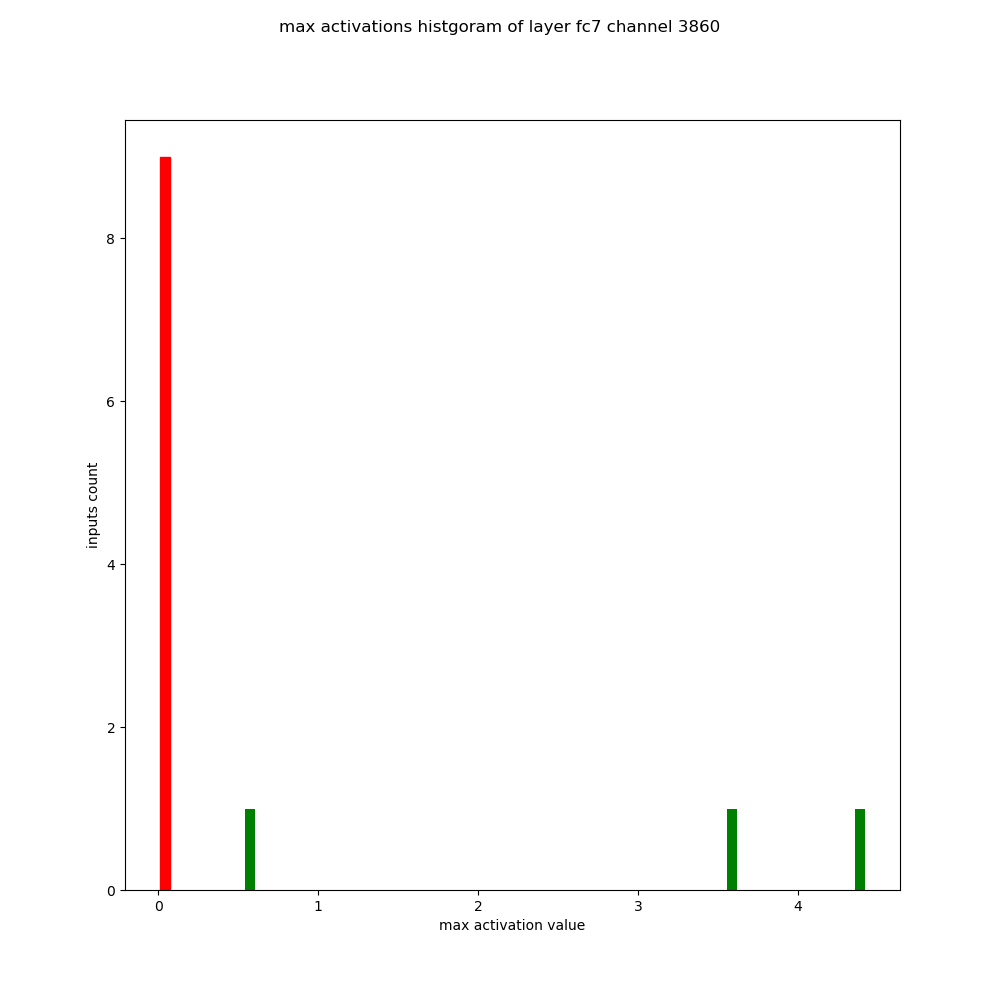 max activations histgoram of layer fc7 channel 3860
8
6
inputs count
4
2
0
0 1 2 3 4
max activation value